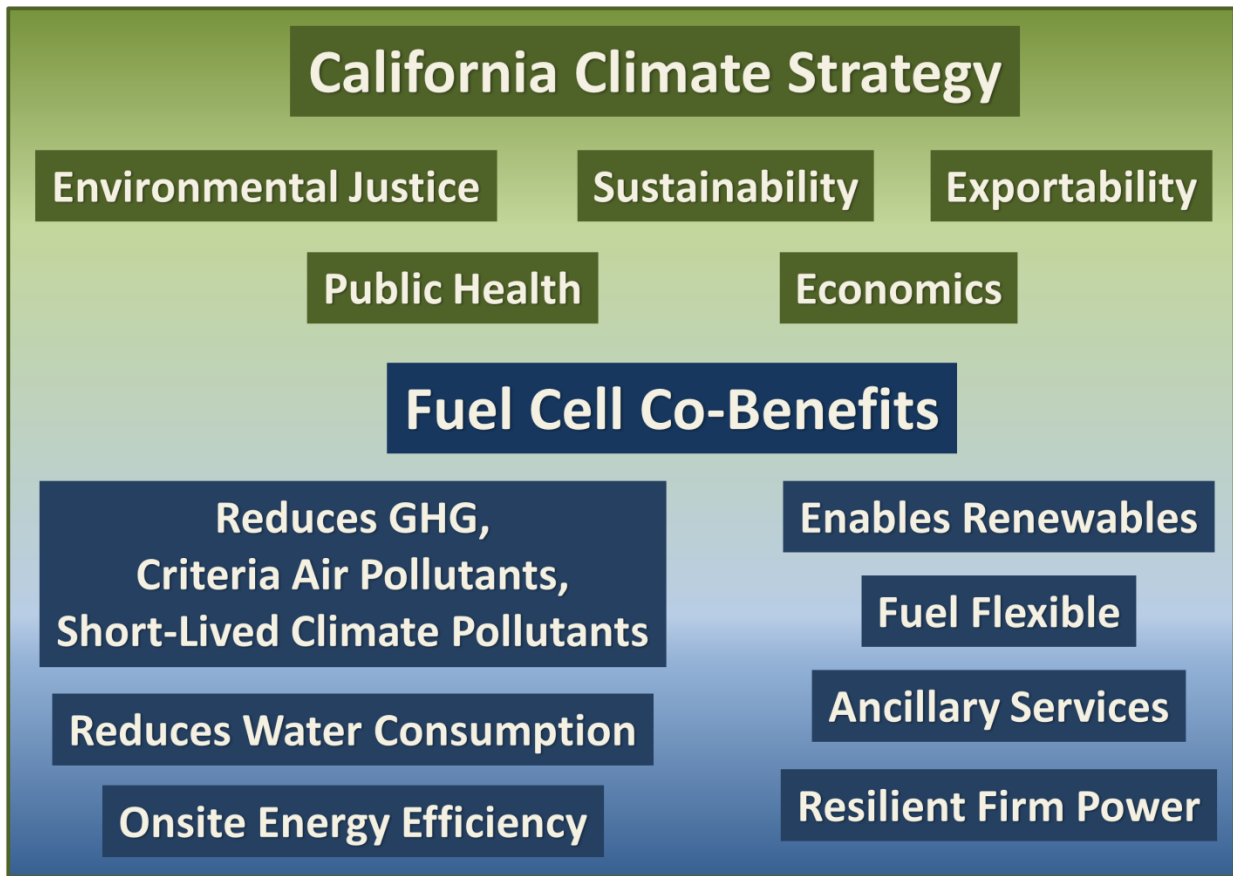 California Climate Strategy
Environmental Justice
Sustainability
Exportability
Public Health
Economics
Fuel Cell Co-Benefits
Reduces GHG,
Criteria Air Pollutants,
Short-Lived Climate Pollutants
Reduces Water Consumption
Onsite Energy Efficiency
Enables Renewables
Fuel Flexible
Ancillary Services
Resilient Firm Power